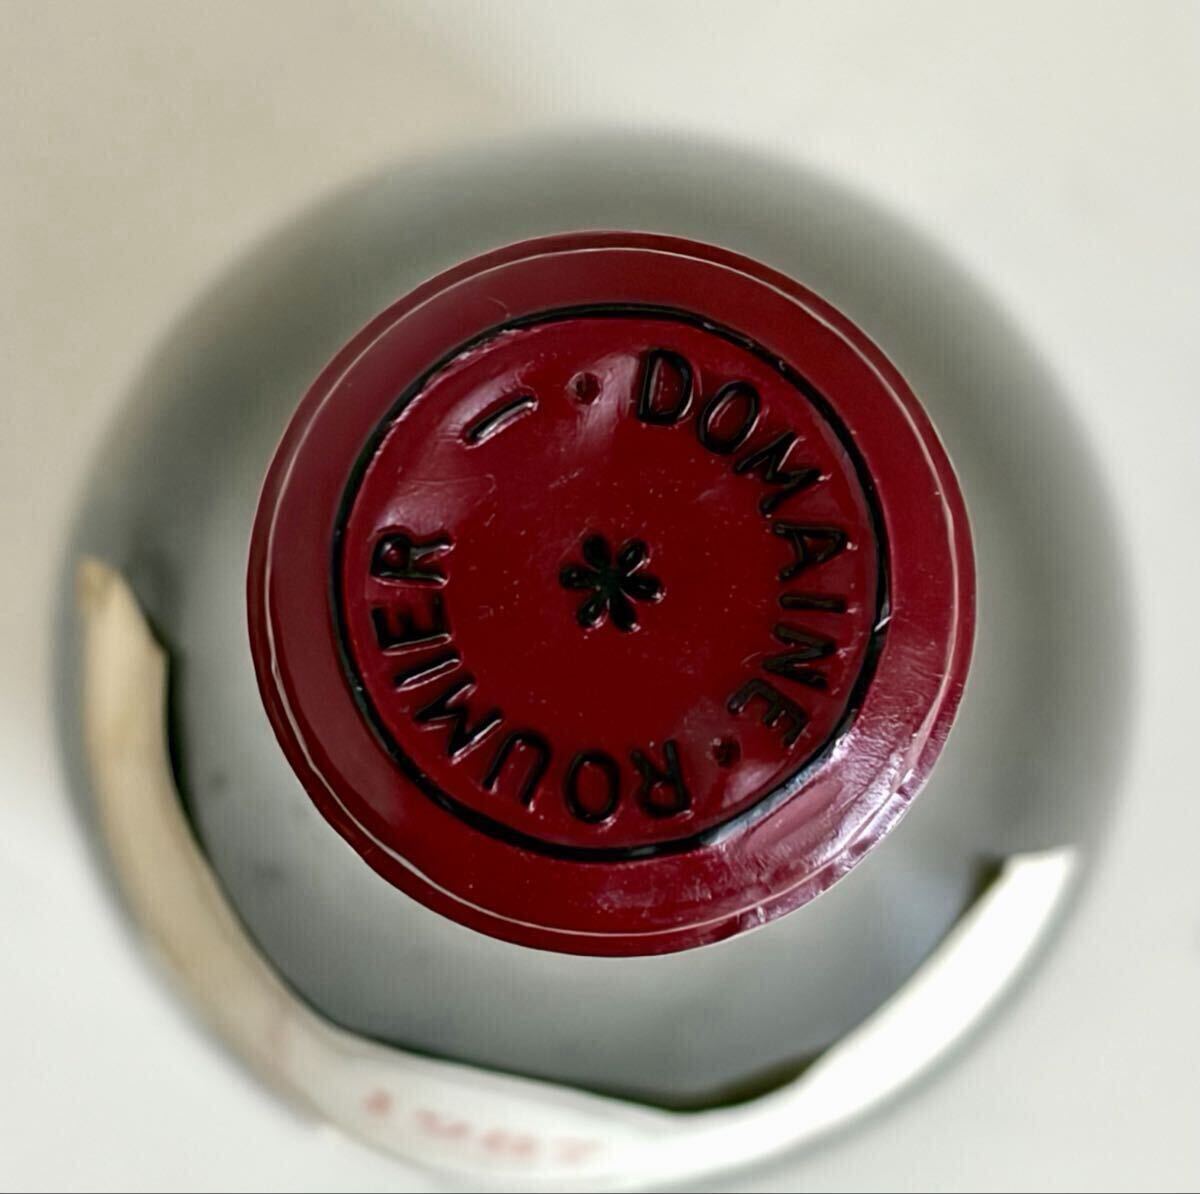 DOMAINE • ROUMIER — •